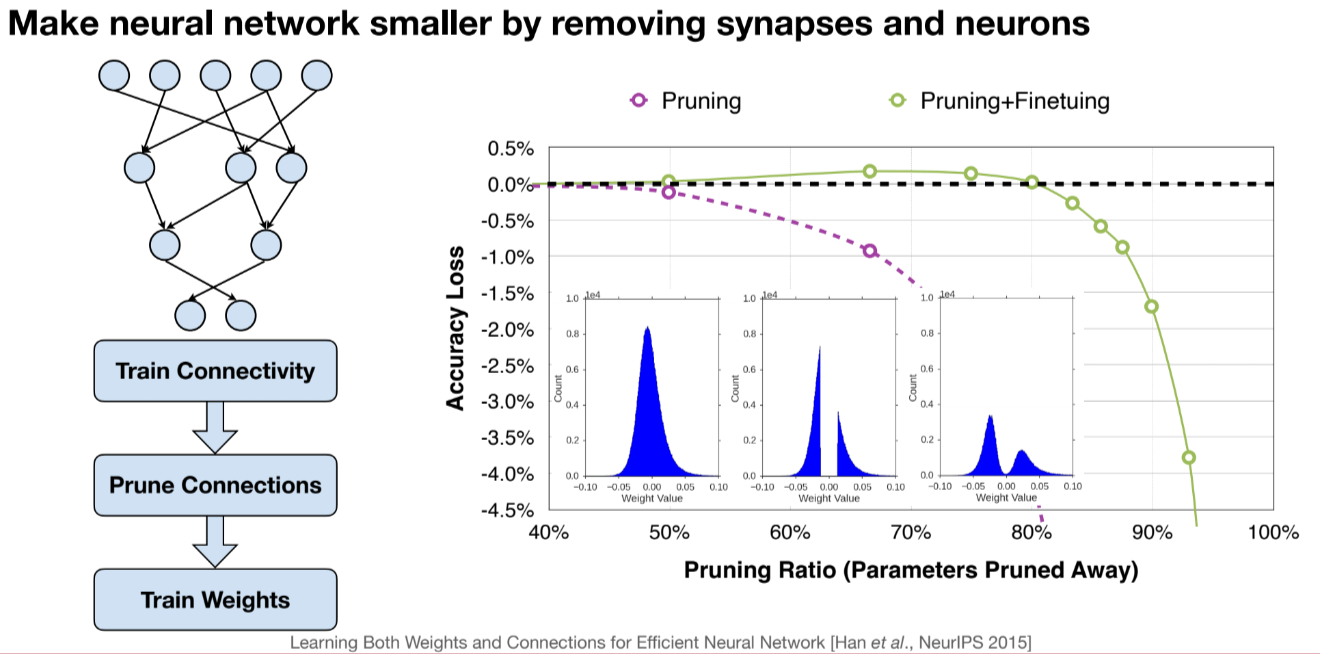 Make neural network smaller by removing synapses and neurons
Train Connectivity
Prune Connections
Train Weights
Pruning
Pruning+Finetuing
Accuracy Loss
0.5%
0.0%
-0.5%
-1.0%
-1.5%
-2.0%
-2.5%
-3.0%
-3.5%
-4.0%
-4.5%
40% 50% 60% 70% 80% 90% 100%
Pruning Ratio (Parameters Pruned Away)
1e4
Count
1.0
0.8
0.6
0.4
0.2
0.0
−0.10 −0.05 0.00 0.05 0.10
Weight Value
1e4
Count
1.0
0.8
0.6
0.4
0.2
0.0
−0.10 −0.05 0.00 0.05 0.10
Weight Value
1e4
Count
1.0
0.8
0.6
0.4
0.2
0.0
−0.10 −0.05 0.00 0.05 0.10
Weight Value
Learning Both Weights and Connections for Efficient Neural Network [Han et al., NeurIPS 2015]